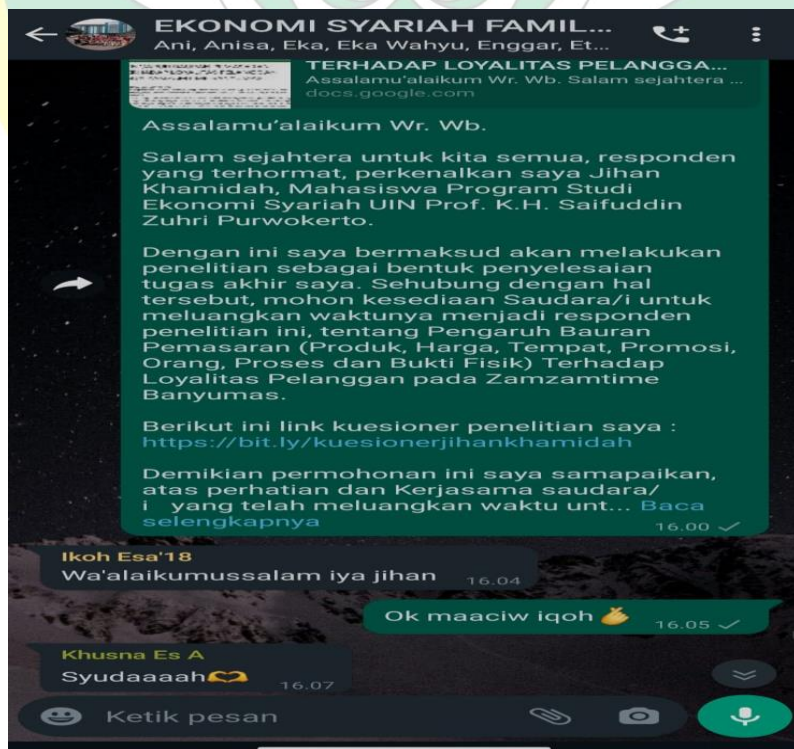 EKONOMI SYARIAH FAMIL...
Ani, Anisa, Eka, Eka Wahyu, Enggar, Et...
TERHADAP LOYALITAS PELANGGA...
Assalamu'alaikum Wr. Wb. Salam sejahtera ...
docs.google.com
Assalamu'alaikum Wr. Wb.
Salam sejahtera untuk kita semua, responden
yang terhormat, perkenalkan saya Jihan
Khamidah, Mahasiswa Program Studi
Ekonomi Syariah UIN Prof. K.H. Saifuddin
Zuhri Purwokerto.
Dengan ini saya bermaksud akan melakukan
penelitian sebagai bentuk penyelesaian
tugas akhir saya. Sehubung dengan hal
tersebut, mohon kesediaan Saudara/i untuk
meluangkan waktunya menjadi responden
penelitian ini, tentang Pengaruh Bauran
Pemasaran (Produk, Harga, Tempat, Promosi,
Orang, Proses dan Bukti Fisik) Terhadap
Loyalitas Pelanggan pada Zamzamtime
Banyumas.
Berikut ini link kuesioner penelitian saya :
https://bit.ly/kuesionerjihankhamidah
Demikian permohonan ini saya samapaikan,
atas perhatian dan Kerjasama saudara/
i yang telah meluangkan waktu unt... Baca
selengkapnya 16.00
Ikoh Esa'18
Wa'alaikumussalam iya jihan 16.04
Ok maaciw iqoh 🫰 16.05
Khusna Es A
Syudaaaah🫶 16.07
Ketik pesan